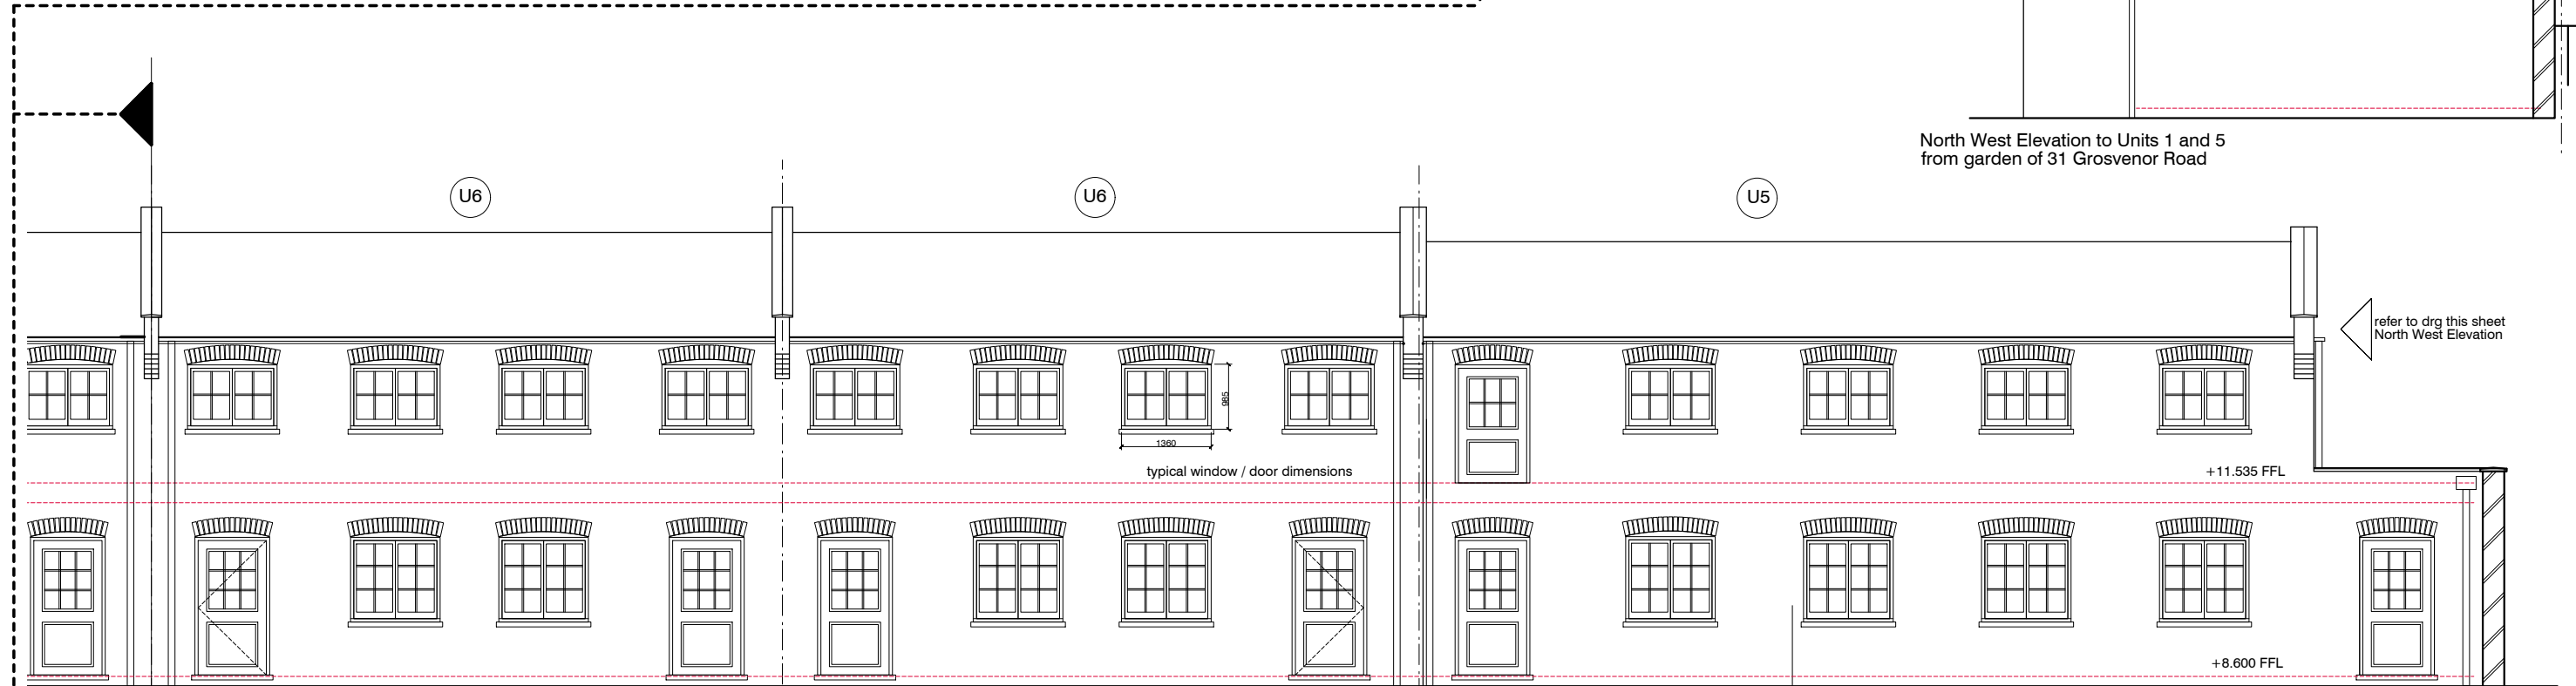 North West Elevation to Units 1 and 5
from garden of 31 Grosvenor Road
U6
U6
U5
refer to drg this sheet
North West Elevation
985
1360
typical window / door dimensions
+11.535 FFL
+8.600 FFL